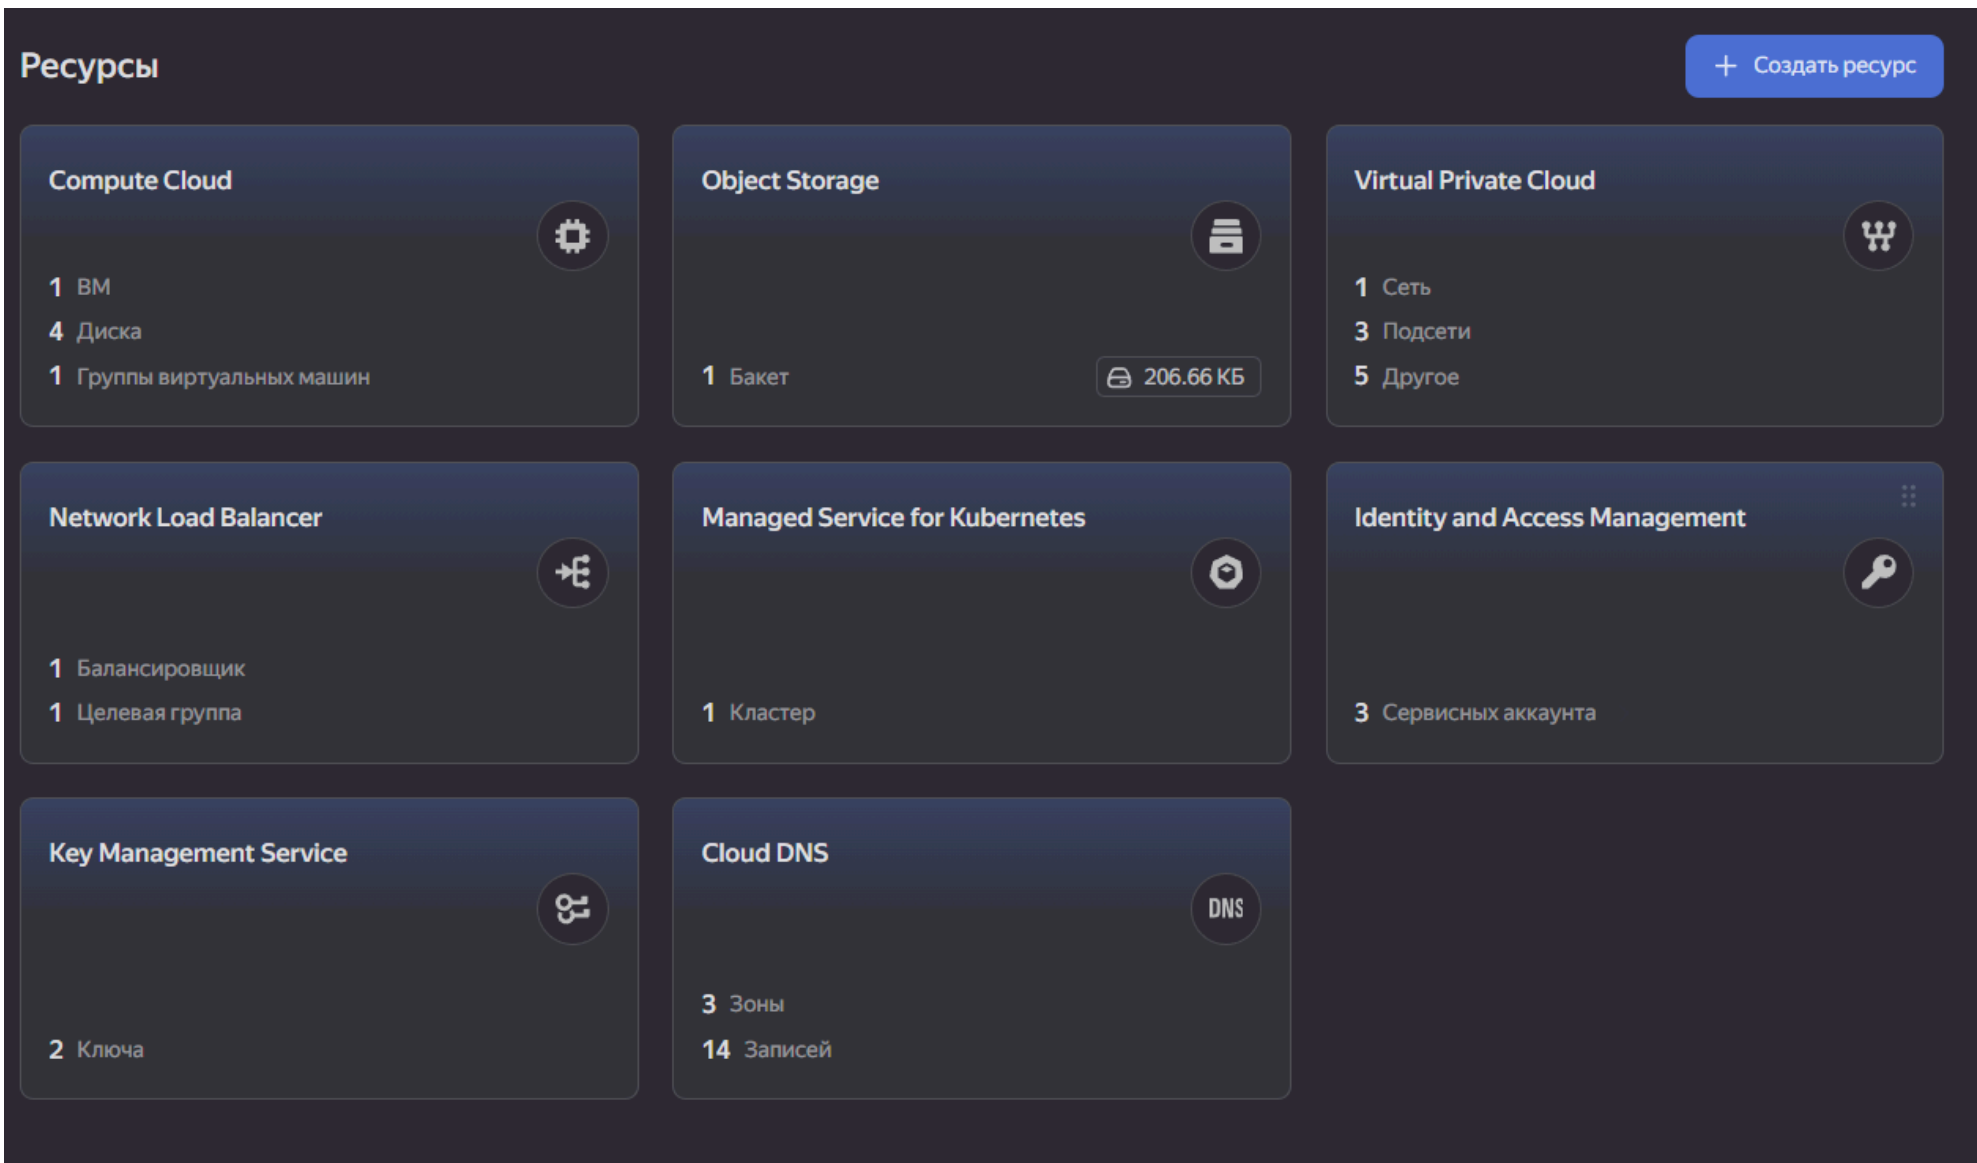 Ресурсы
+ Создать ресурс
Compute Cloud
1 ВМ
4 Диска
1 Группы виртуальных машин
Object Storage
1 Бакет
206.66 КБ
Virtual Private Cloud
1 Сеть
3 Подсети
5 Другое
Network Load Balancer
1 Балансировщик
1 Целевая группа
Managed Service for Kubernetes
1 Кластер
Identity and Access Management
3 Сервисных аккаунта
Key Management Service
2 Ключа
Cloud DNS
DNS
3 Зоны
14 Записей